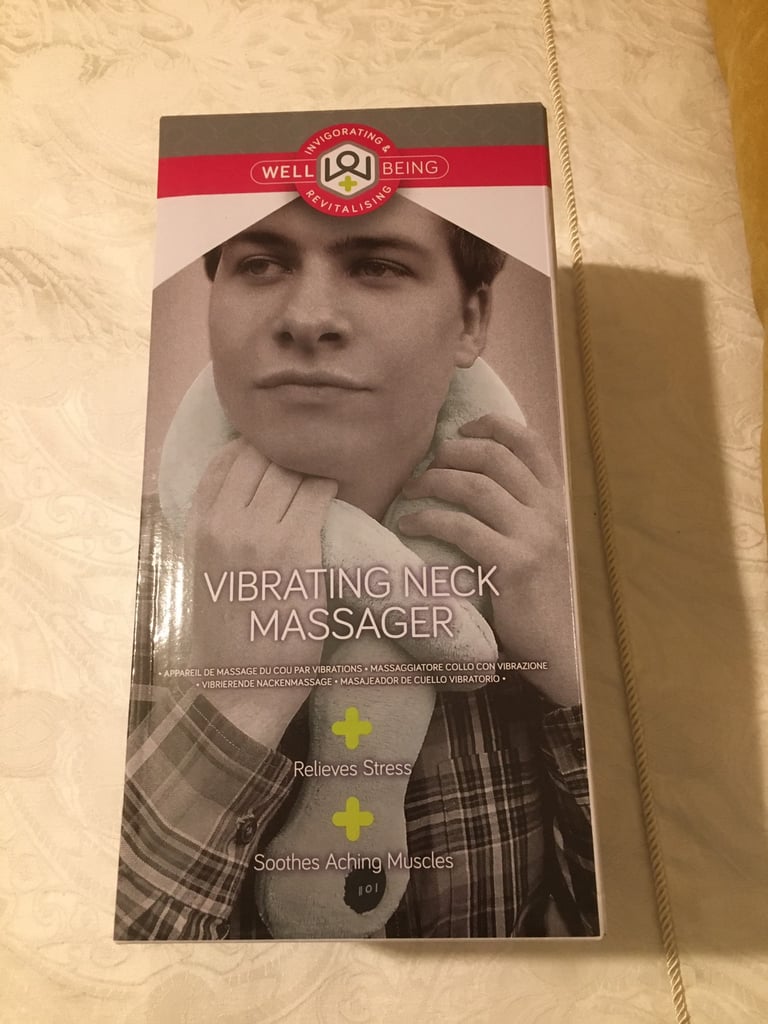 INVIGORATING &
WELL BEING
REVITALISING
VIBRATING NECK
MASSAGER
• APPAREIL DE MASSAGE DU COU PAR VIBRATIONS • MASSAGGIATORE COLLO CON VIBRAZIONE
• VIBRIERENDE NACKENMASSAGE • MASAJEADOR DE CUELLO VIBRATORIO •
Relieves Stress
Soothes Aching Muscles
II O I